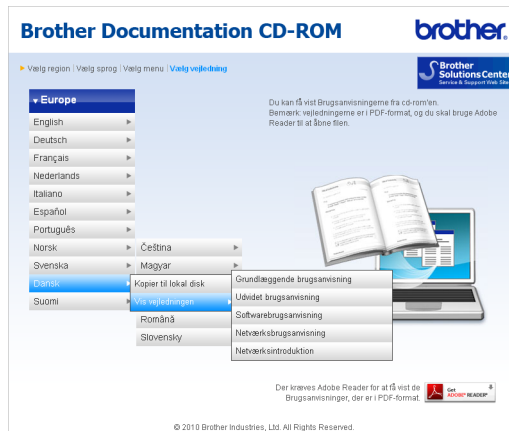 Brother Documentation CD-ROM
brother
Vælg region | Vælg sprog | Vælg menu | Vælg vejledning
Brother
Solutions Center
Service & Support Web Site
Europe
Du kan få vist Brugsanvisningerne fra cd-rom'en.
Bemærk: vejledningerne er i PDF-format, og du skal bruge Adobe
Reader til at åbne filen.
English
Deutsch
Français
Nederlands
Italiano
Español
Português
Norsk
Čeština
Svenska
Magyar
Dansk
Kopier til lokal disk
Grundlæggende brugsanvisning
Suomi
Vis vejledningen
Udvidet brugsanvisning
Română
Softwarebrugsanvisning
Slovensky
Netværksbrugsanvisning
Netværksintroduktion
Der kræves Adobe Reader for at få vist de
Brugsanvisninger, der er i PDF-format.
Get
ADOBE® READER®
© 2010 Brother Industries, Ltd. All Rights Reserved.